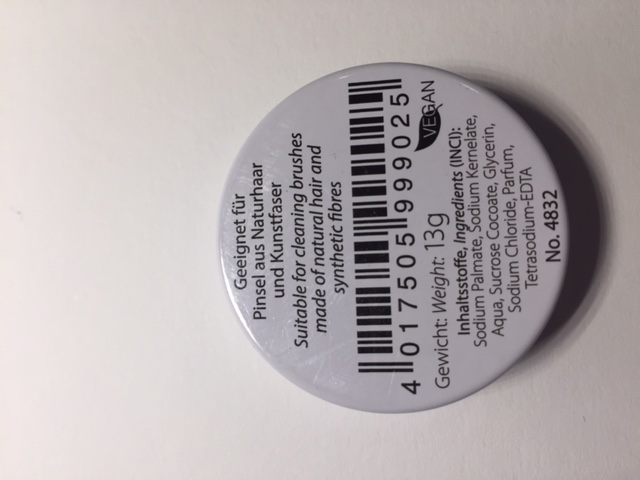 Geeignet für
Pinsel aus Naturhaar
und Kunstfaser
Suitable for cleaning brushes
made of natural hair and
synthetic fibres
4 017505 999025
VEGAN
Gewicht: Weight: 13g
Inhaltsstoffe, Ingredients (INCI):
Sodium Palmate, Sodium Kernelate,
Aqua, Sucrose Cocoate, Glycerin,
Sodium Chloride, Parfum,
Tetrasodium-EDTA
No. 4832